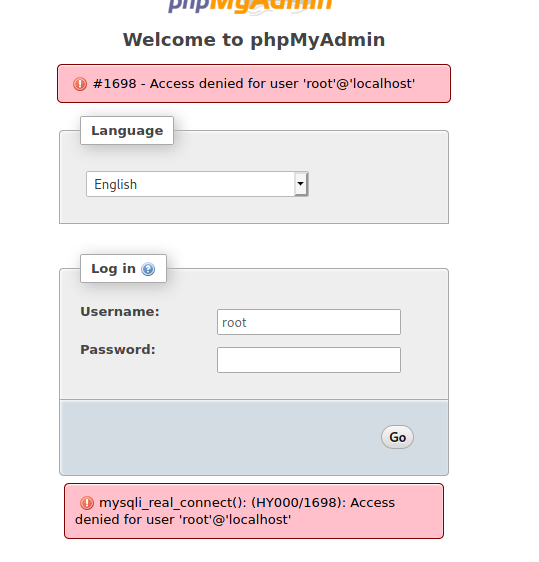 phpMyAdmin
Welcome to phpMyAdmin
#1698 - Access denied for user 'root'@'localhost'
Language
English
Log in
Username:
root
Password:
Go
mysqli_real_connect(): (HY000/1698): Access
denied for user 'root'@'localhost'